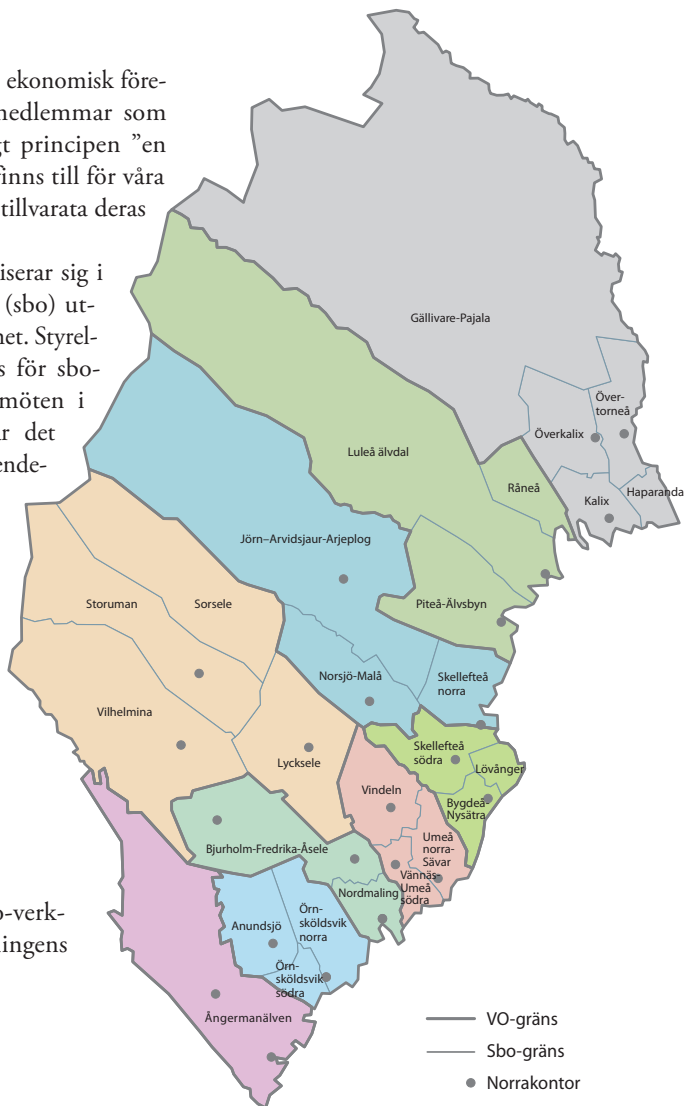 ekonomisk före-
medlemmar som
gt principen ”en
finns till för våra
tillvarata deras
iserar sig i
(sbo) ut-
het. Styrel-
s för sbo-
möten i
r det
ende-
o-verk-
lingens
Gällivare-Pajala
Över-
torneå
Överkalix
Luleå älvdal
Råneå
Haparanda
Kalix
Jörn–Arvidsjaur-Arjeplog
Piteå-Älvsbyn
Storuman
Sorsele
Norsjö-Malå
Skellefteå
norra
Vilhelmina
Skellefteå
södra
Lycksele
Lövånger
Vindeln
Bygdeå-
Nysätra
Umeå
norra-
Sävar
Bjurholm-Fredrika-Åsele
Vännäs-
Umeå
södra
Nordmaling
Örn-
sköldsvik
norra
Anundsjö
Örn-
sköldsvik
södra
Ångermanälven
VO-gräns
Sbo-gräns
Norrakontor